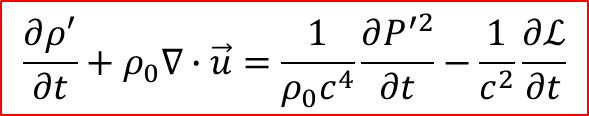 ∂ρ′/∂t + ρ₀∇ · u⃗ = 1/(ρ₀c⁴) ∂P′²/∂t − 1/c² ∂ℒ/∂t